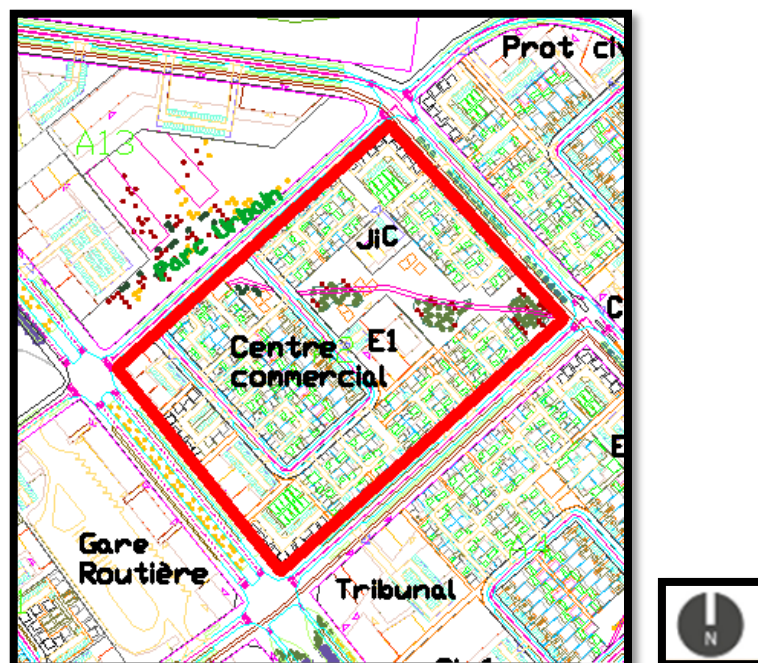 Prot civ
A13
Parc Urbain
JiC
C
Centre
commercial
E1
E
Gare
Routière
Tribunal
N